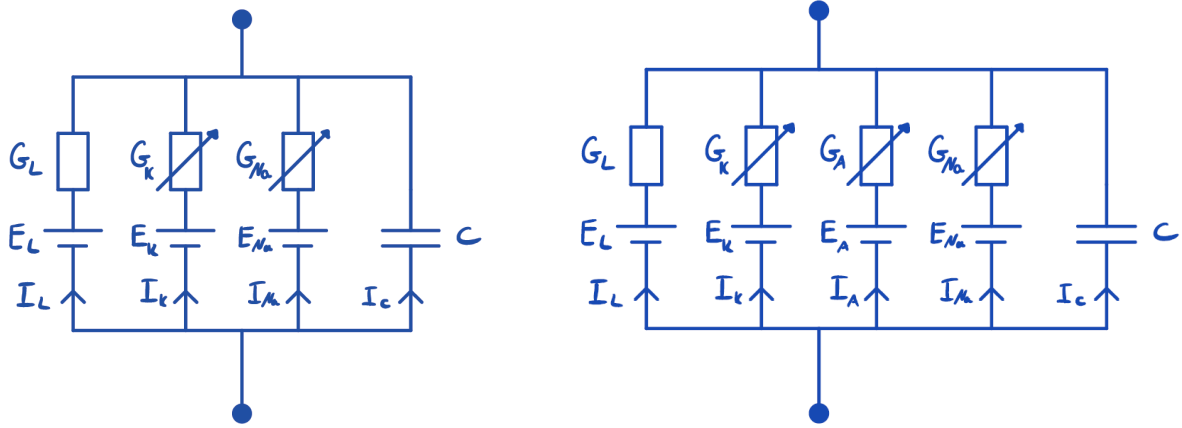 G_L G_K G_Na
E_L E_K E_Na C
I_L I_K I_Na I_c
G_L G_K G_A G_Na
E_L E_K E_A E_Na C
I_L I_K I_A I_Na I_c